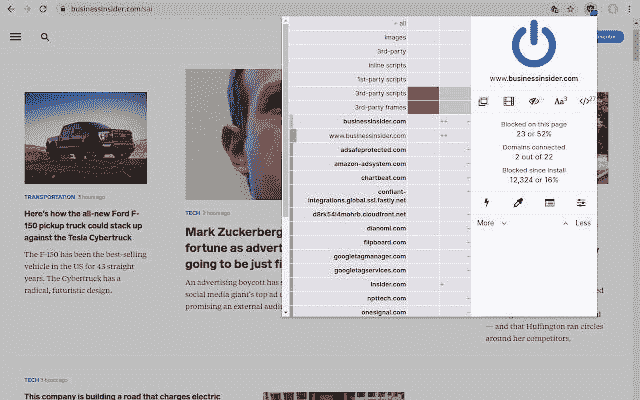 businessinsider.com/sai
all
images
3rd-party
inline scripts
1st-party scripts
3rd-party scripts
3rd-party frames
businessinsider.com
www.businessinsider.com
adsafeprotected.com
amazon-adsystem.com
chartbeat.com
confiant-
integrations.global.ssl.fastly.net
d8rk54i4mohrb.cloudfront.net
dianomi.com
flipboard.com
googletagmanager.com
googletagservices.com
insider.com
npttech.com
onesignal.com
www.businessinsider.com
Aa3
Blocked on this page
23 or 52%
Domains connected
2 out of 22
Blocked since install
12,324 or 16%
More
Less
TRANSPORTATION 3 hours ago
Here's how the all-new Ford F-
150 pickup truck could stack up
against the Tesla Cybertruck
The F-150 has been the best-selling
vehicle in the US for 43 straight
years. The Cybertruck has a
radical, futuristic design.
TECH 3 hours ago
Mark Zuckerberg
fortune as advert
going to be just fi
An advertising boycott has s
social media giant's top ad c
promising an external audi
— and that Huffington ran circles
around her competitors.
TECH 3 hours ago
This company is building a road that charges electric